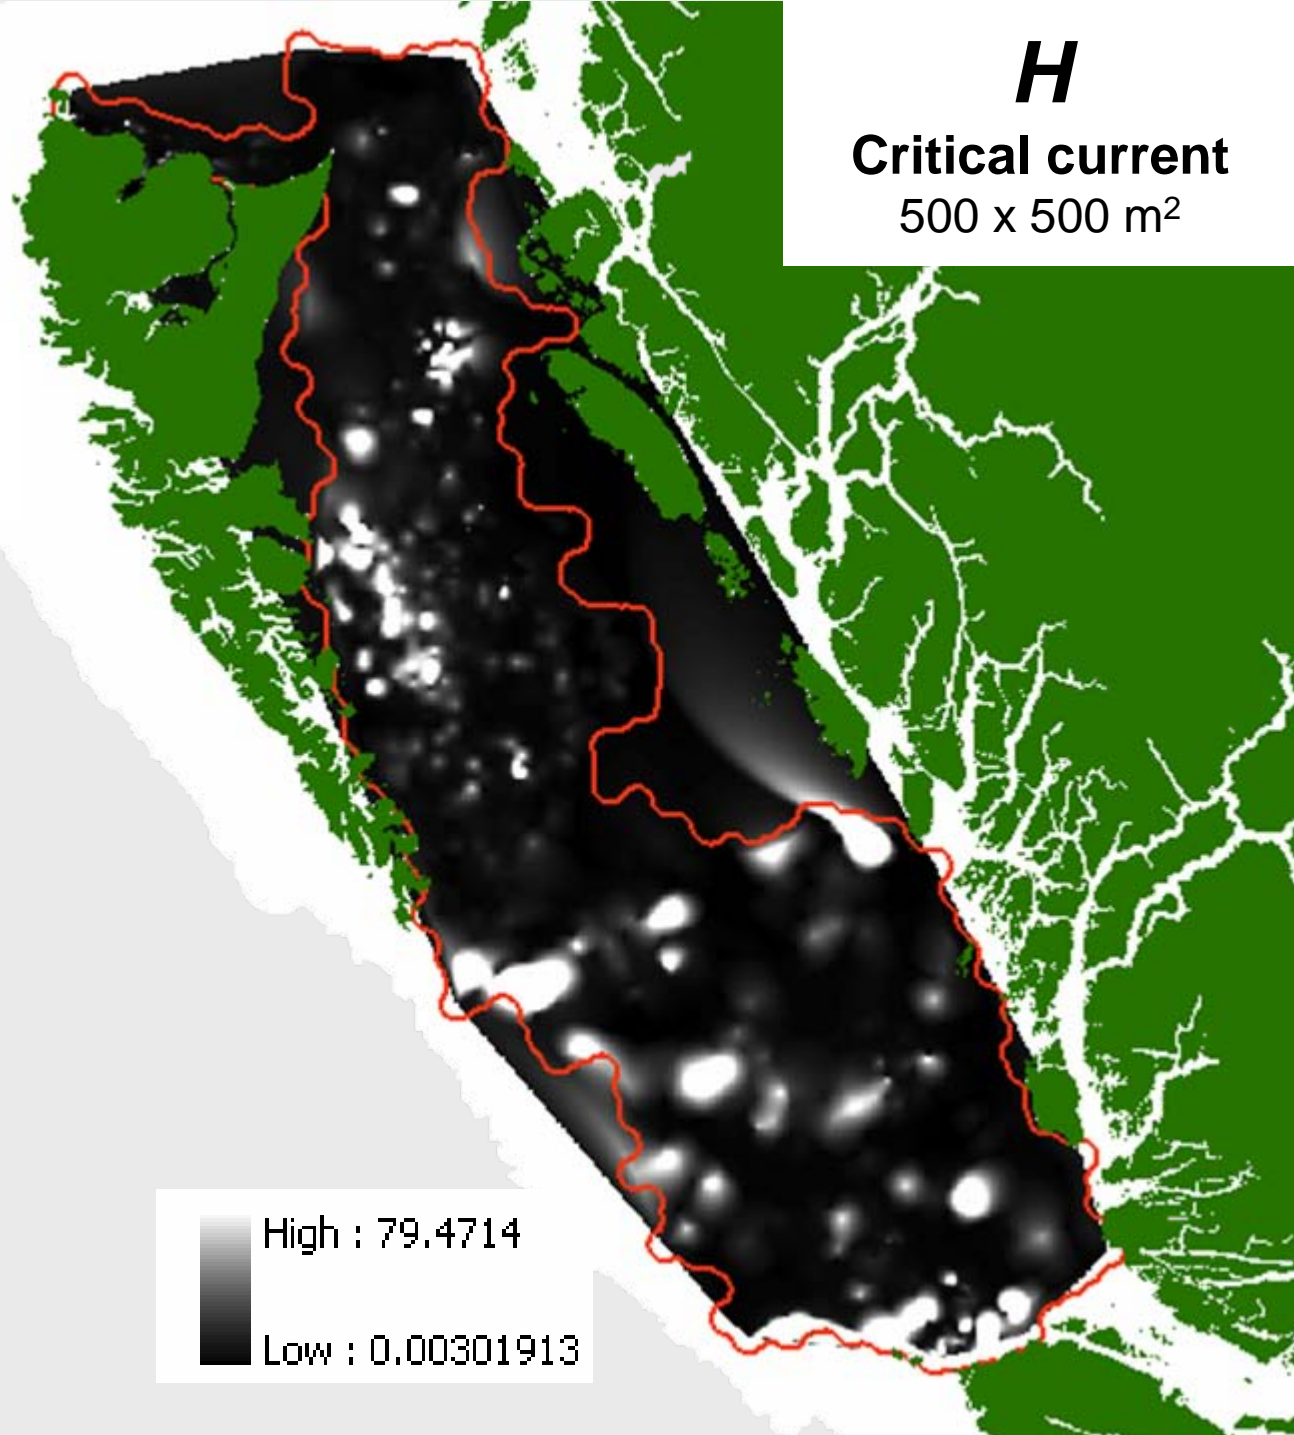 H
Critical current
500 x 500 m²
High : 79.4714
Low : 0.00301913